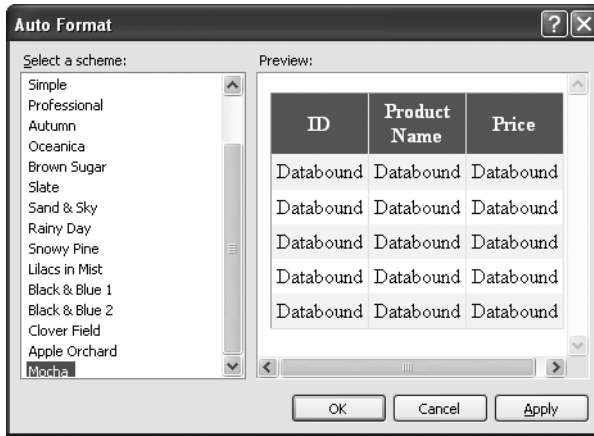 Auto Format
Select a scheme:
Simple
Professional
Autumn
Oceanica
Brown Sugar
Slate
Sand & Sky
Rainy Day
Snowy Pine
Lilacs in Mist
Black & Blue 1
Black & Blue 2
Clover Field
Apple Orchard
Mocha
Preview:
ID Product Name Price
Databound Databound Databound
Databound Databound Databound
Databound Databound Databound
Databound Databound Databound
Databound Databound Databound
OK Cancel Apply